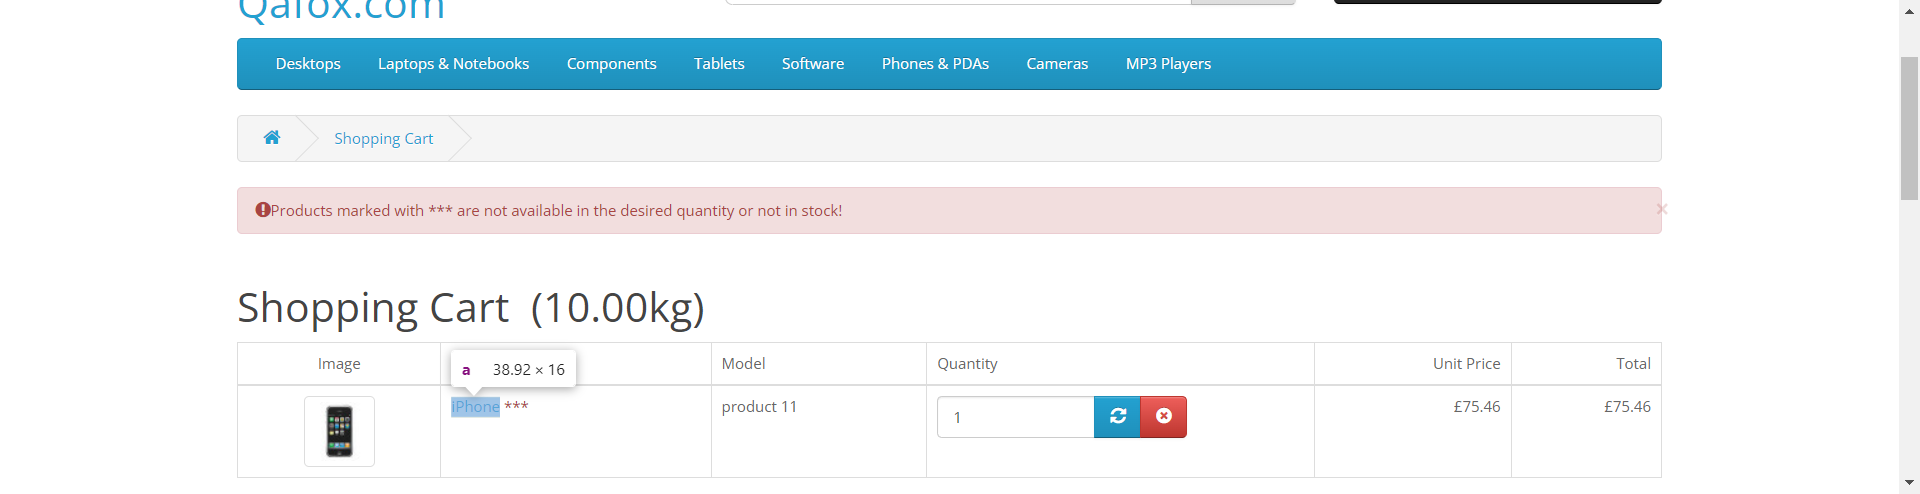 Qafox.com
Desktops Laptops & Notebooks Components Tablets Software Phones & PDAs Cameras MP3 Players
Shopping Cart
Products marked with *** are not available in the desired quantity or not in stock! ×
Shopping Cart (10.00kg)
Image Model Quantity Unit Price Total
a 38.92 × 16
iPhone *** product 11 1 £75.46 £75.46